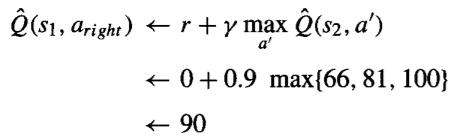 Q̂(s₁, a_right) ← r + γ max_a′ Q̂(s₂, a′)
← 0 + 0.9 max{66, 81, 100}
← 90